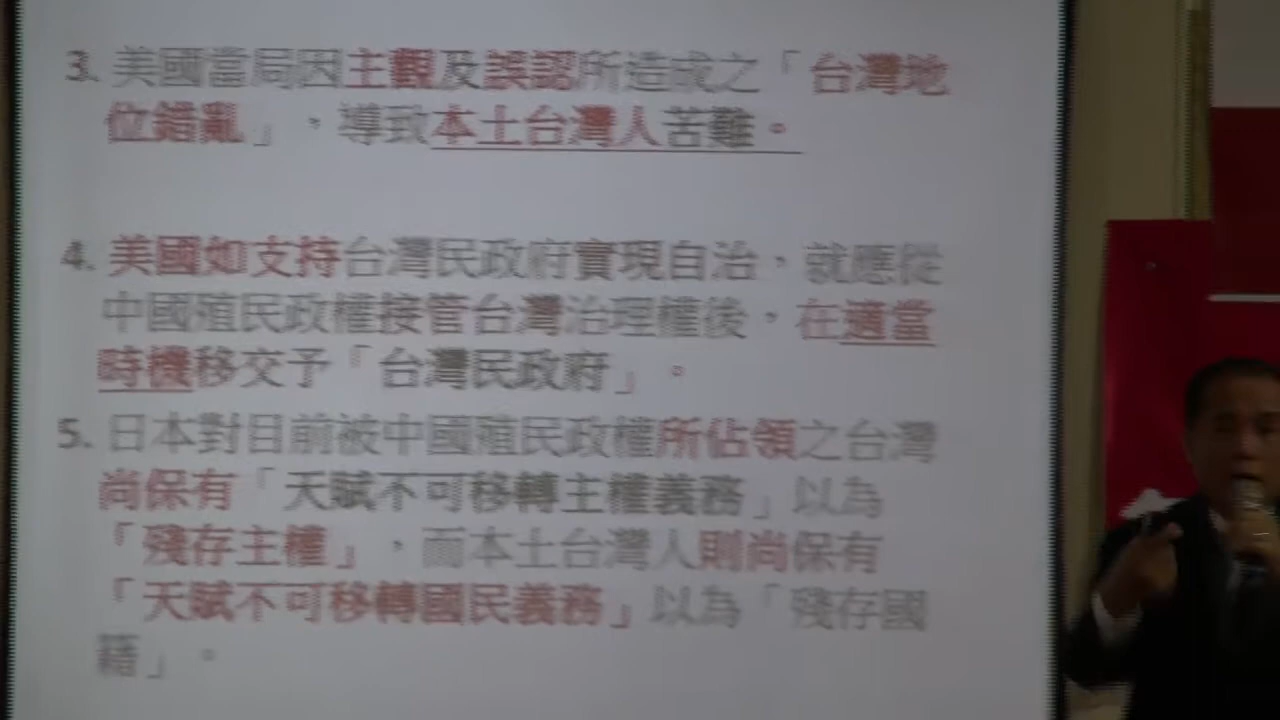 3. 美國當局因主觀及誤認所造成之「台灣地
位錯亂」,導致本土台灣人苦難。
4. 美國如支持台灣民政府實現自治,就應從
中國殖民政權接管台灣治理權後,在適當
時機移交予「台灣民政府」。
5. 日本對目前被中國殖民政權所佔領之台灣
尚保有「天賦不可移轉主權義務」以為
「殘存主權」,而本土台灣人則尚保有
「天賦不可移轉國民義務」以為「殘存國
籍」。